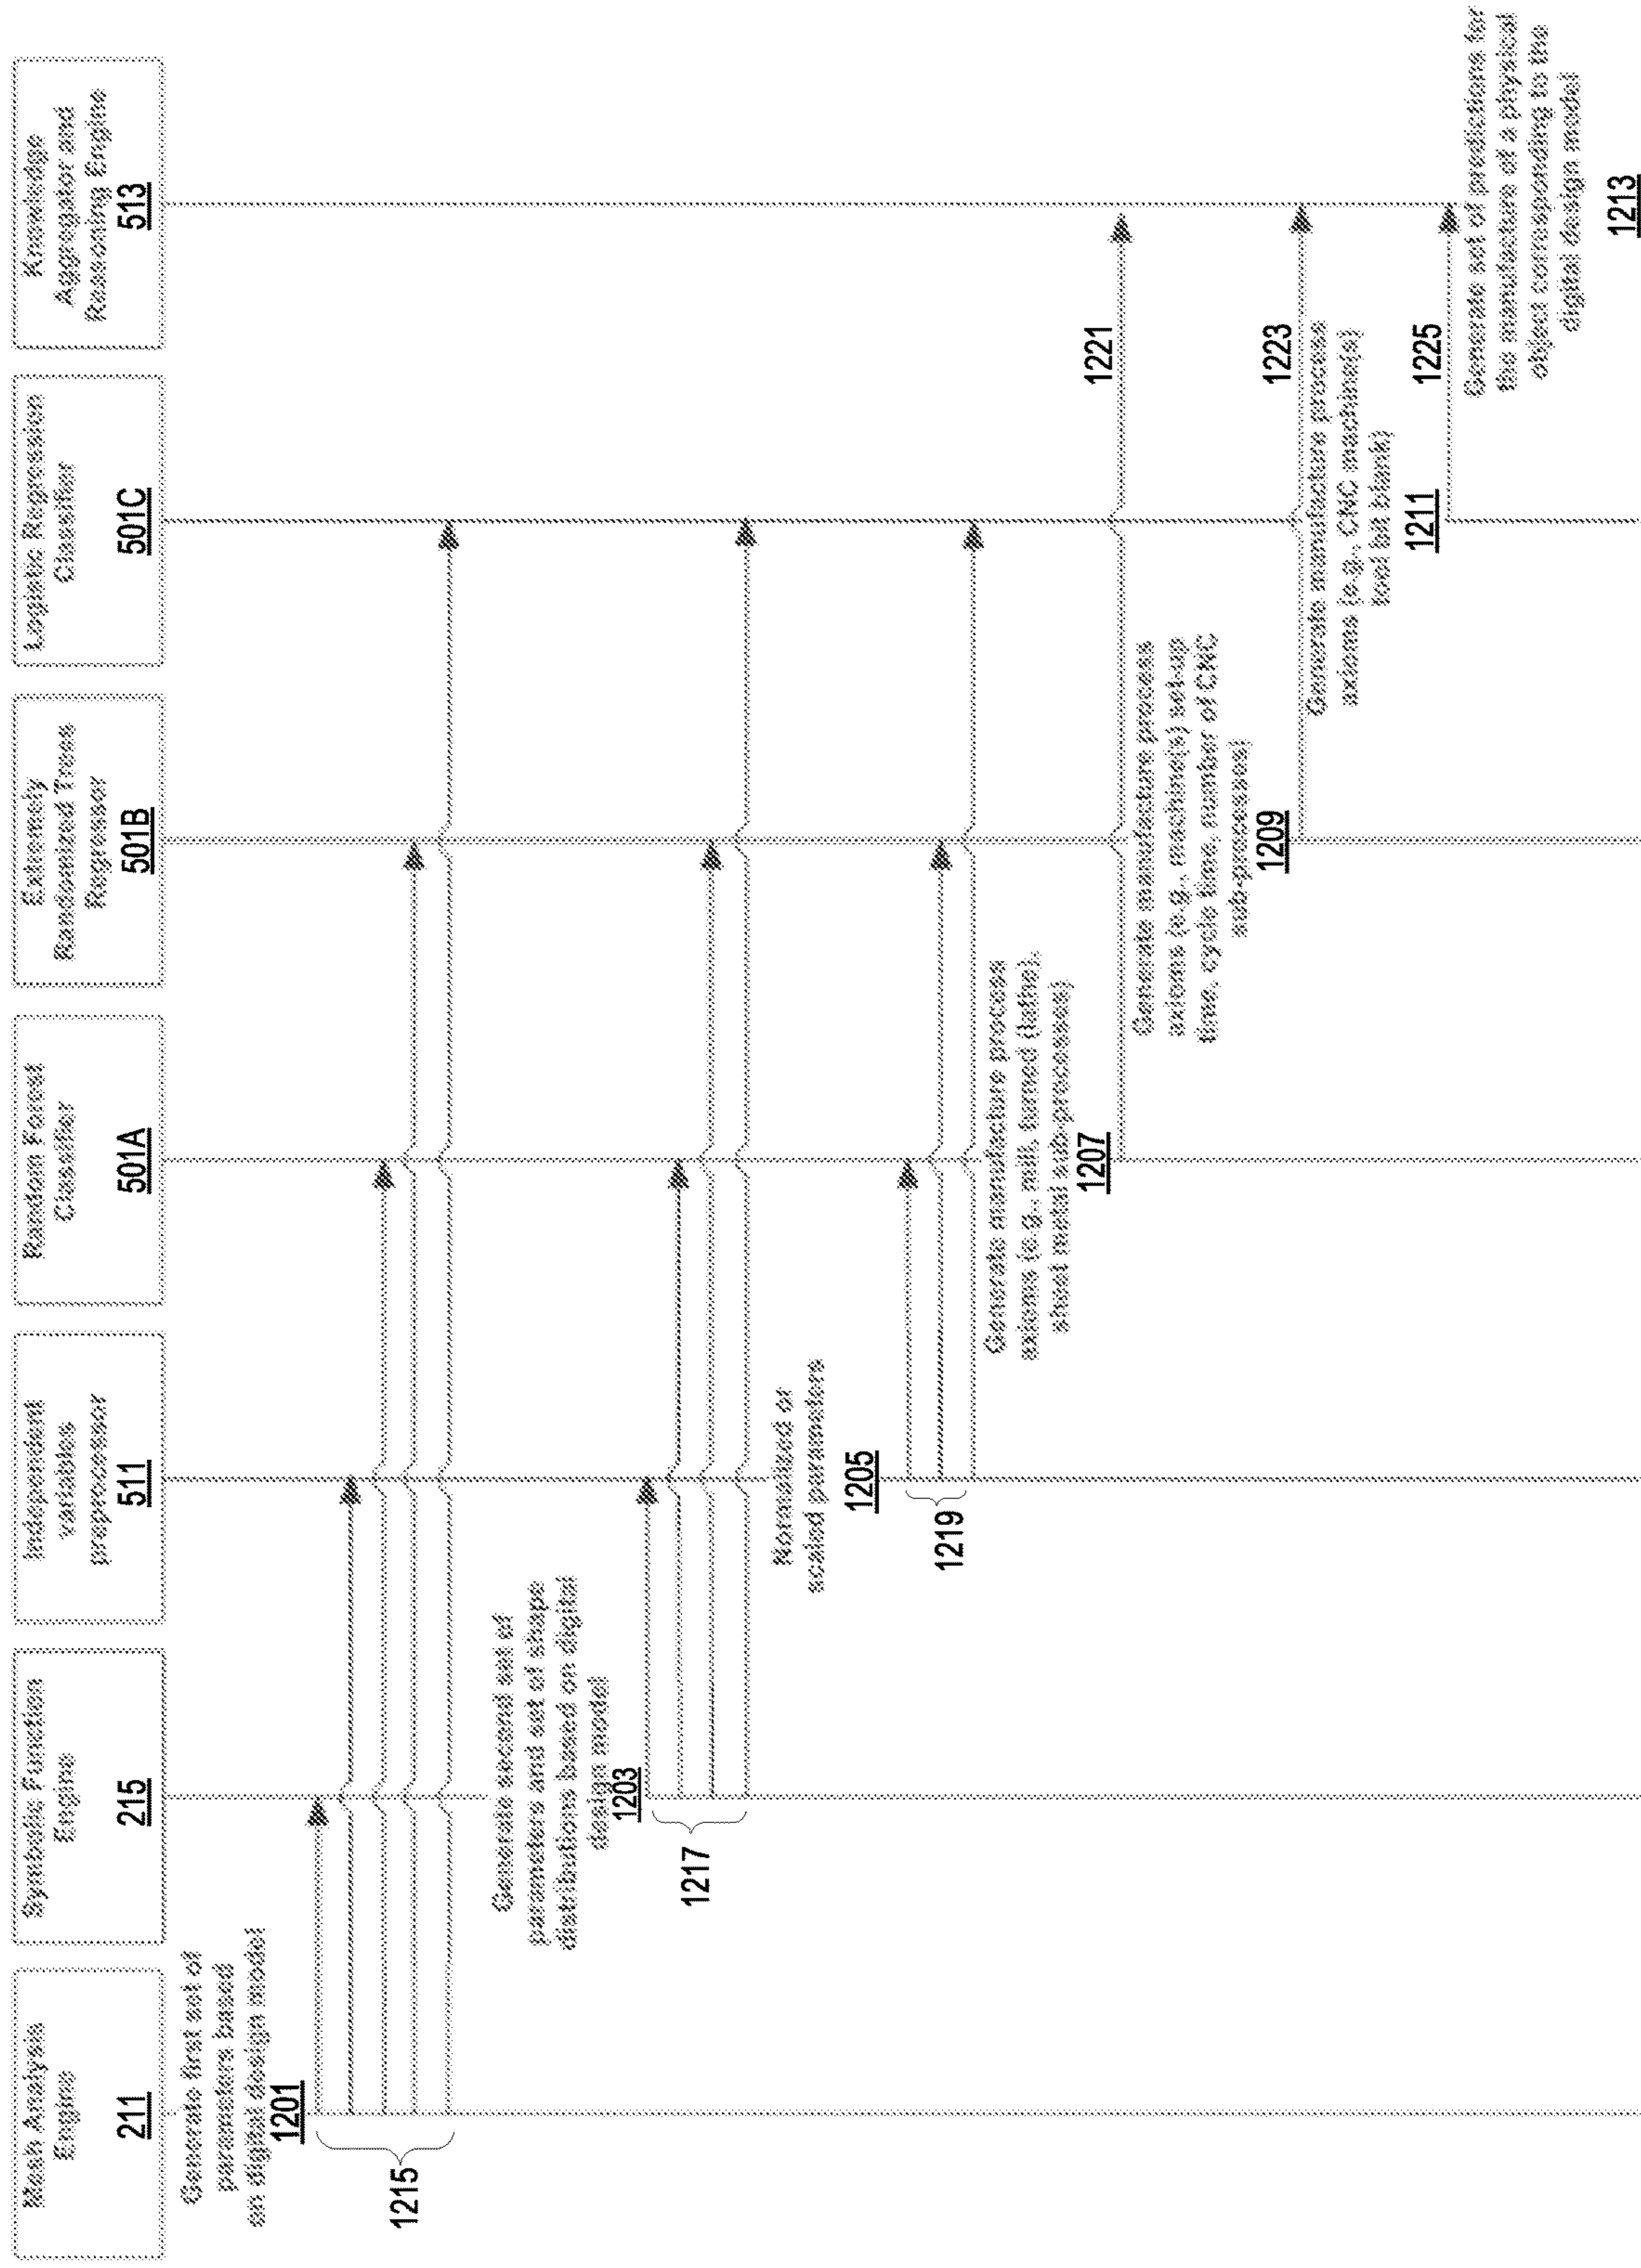 Mesh Analysis
Engine
211
Symbolic Function
Engine
215
Independent
variables
preprocessor
511
Random Forest
Classifier
501A
Extremely
Randomized Trees
Regressor
501B
Logistic Regression
Classifier
501C
Knowledge
Aggregator and
Reasoning Engine
513
Generate first set of
parameters based
on digital design model
1201
1215
Generate second set of
parameters and set of shape
distributions based on digital
design model
1203
1217
Normalized or
scaled parameters
1205
1219
Generate manufacture process
axioms (e.g., mill, turned (lathe),
sheet metal sub-processes)
1207
1221
Generate manufacture process
axioms (e.g., machine(s) set-up
time, cycle time, number of CNC
sub-processes)
1209
1223
Generate manufacture process
axioms (e.g., CNC machine(s)
tool bit blank)
1211
1225
Generate set of predictions for
the manufacture of a physical
object corresponding to the
digital design model
1213